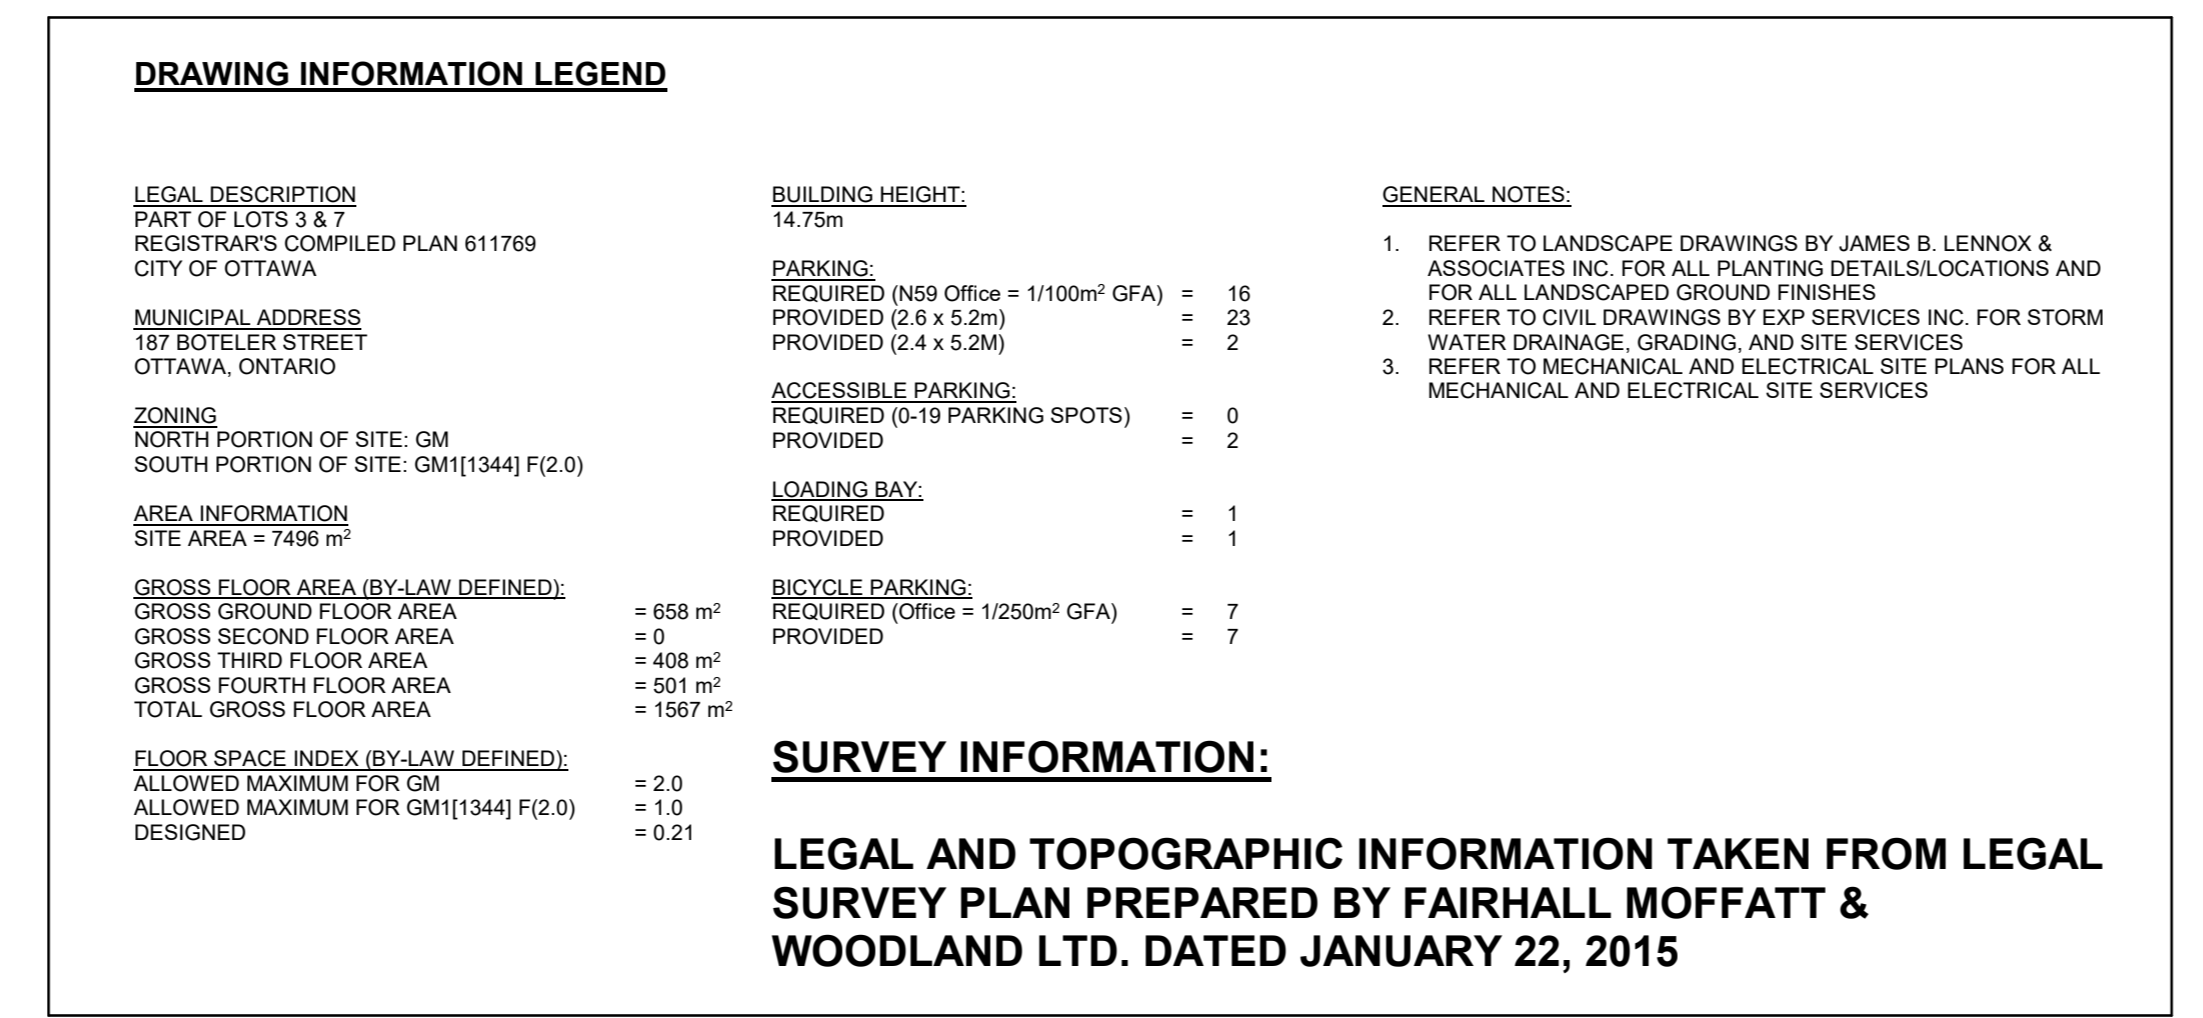 DRAWING INFORMATION LEGEND
LEGAL DESCRIPTION
PART OF LOTS 3 & 7
REGISTRAR'S COMPILED PLAN 611769
CITY OF OTTAWA
MUNICIPAL ADDRESS
187 BOTELER STREET
OTTAWA, ONTARIO
ZONING
NORTH PORTION OF SITE: GM
SOUTH PORTION OF SITE: GM1[1344] F(2.0)
AREA INFORMATION
SITE AREA = 7496 m²
GROSS FLOOR AREA (BY-LAW DEFINED):
GROSS GROUND FLOOR AREA = 658 m²
GROSS SECOND FLOOR AREA = 0
GROSS THIRD FLOOR AREA = 408 m²
GROSS FOURTH FLOOR AREA = 501 m²
TOTAL GROSS FLOOR AREA = 1567 m²
FLOOR SPACE INDEX (BY-LAW DEFINED):
ALLOWED MAXIMUM FOR GM = 2.0
ALLOWED MAXIMUM FOR GM1[1344] F(2.0) = 1.0
DESIGNED = 0.21
BUILDING HEIGHT:
14.75m
PARKING:
REQUIRED (N59 Office = 1/100m² GFA) = 16
PROVIDED (2.6 x 5.2m) = 23
PROVIDED (2.4 x 5.2M) = 2
ACCESSIBLE PARKING:
REQUIRED (0-19 PARKING SPOTS) = 0
PROVIDED = 2
LOADING BAY:
REQUIRED = 1
PROVIDED = 1
BICYCLE PARKING:
REQUIRED (Office = 1/250m² GFA) = 7
PROVIDED = 7
GENERAL NOTES:
1. REFER TO LANDSCAPE DRAWINGS BY JAMES B. LENNOX &
ASSOCIATES INC. FOR ALL PLANTING DETAILS/LOCATIONS AND
FOR ALL LANDSCAPED GROUND FINISHES
2. REFER TO CIVIL DRAWINGS BY EXP SERVICES INC. FOR STORM
WATER DRAINAGE, GRADING, AND SITE SERVICES
3. REFER TO MECHANICAL AND ELECTRICAL SITE PLANS FOR ALL
MECHANICAL AND ELECTRICAL SITE SERVICES
SURVEY INFORMATION:
LEGAL AND TOPOGRAPHIC INFORMATION TAKEN FROM LEGAL
SURVEY PLAN PREPARED BY FAIRHALL MOFFATT &
WOODLAND LTD. DATED JANUARY 22, 2015